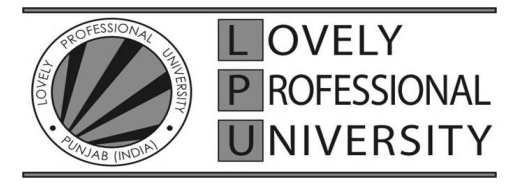 LOVELY PROFESSIONAL UNIVERSITY
• PUNJAB (INDIA) •
LOVELY
PROFESSIONAL
UNIVERSITY